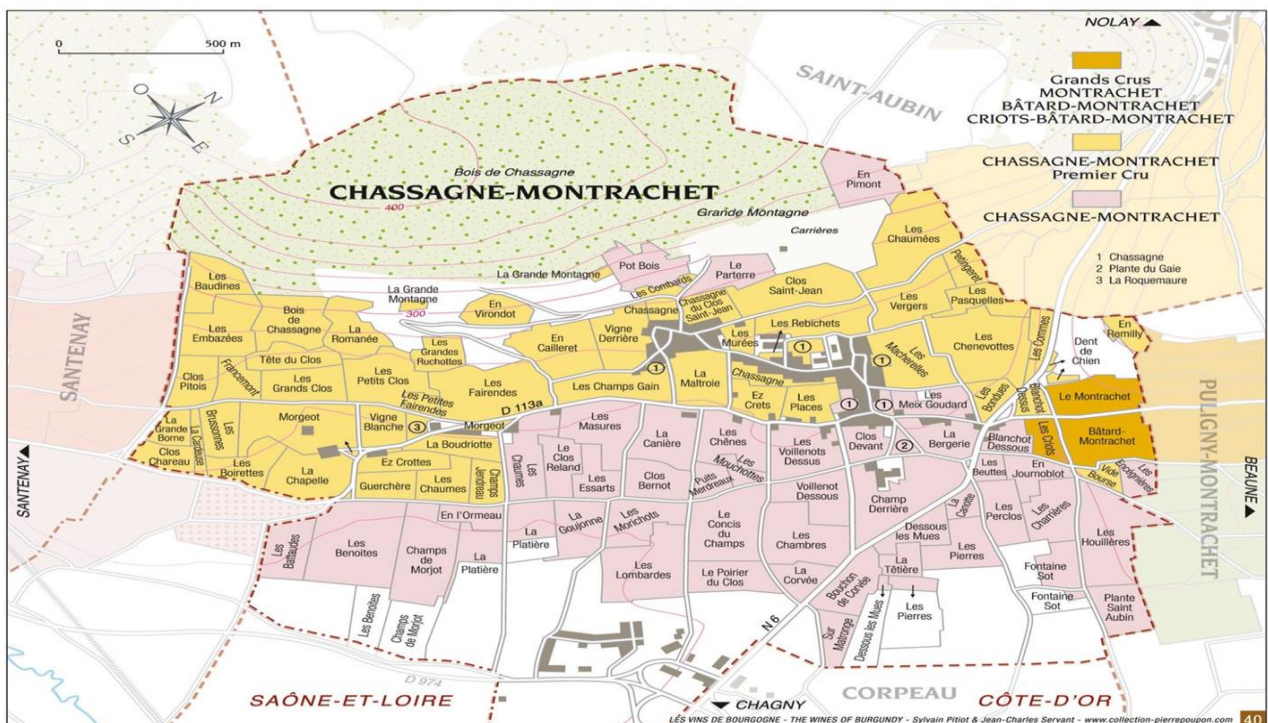 NOLAY
0 500 m
O N S E
SAINT-AUBIN
Grands Crus
MONTRACHET
BÂTARD-MONTRACHET
CRIOTS-BÂTARD-MONTRACHET
CHASSAGNE-MONTRACHET
Premier Cru
CHASSAGNE-MONTRACHET
1 Chassagne
2 Plante du Gaie
3 La Roquemaure
Bois de Chassagne
CHASSAGNE-MONTRACHET
400
Grande Montagne
Carrières
En
Pimont
Les
Chaumées
Petingeret
La Grande Montagne
Pot Bois
Le
Parterre
Les Combards
Clos
Saint-Jean
Les
Vergers
Les
Pasquelles
Les
Baudines
La Grande
Montagne
300
En
Virondot
Chassagne
Chassagne
du Clos
Saint-Jean
Les Rebichets
Les
Murées
Les
Chenevottes
Les Commes
En
Remilly
Dent
de
Chien
Bois
de
Chassagne
Les
Embazées
La
Romanée
Les
Grandes
Ruchottes
En
Cailleret
Vigne
Derrière
1
1
1
Les
Macherelles
Les Bondues
Blanchot
Dessus
Le Montrachet
SANTENAY
Clos
Pitois
Francemont
Tête du Clos
Les
Grands Clos
Les
Petits Clos
Les Petites
Fairendes
Les
Fairendes
Les Champs Gain
La
Maltroie
Chassagne
Ez
Crets
Les
Places
1
1
Les
Meix Goudard
Les Criots
Bâtard-
Montrachet
D 113a
La
Grande
Borne
La Cardeuse
Les
Brussonnes
Morgeot
Vigne
Blanche
3
Morgeot
Les
Masures
La
Canière
Les
Chênes
Les
Voillenots
Dessus
Clos
Devant
2
La
Bergerie
Blanchot
Dessous
Vide
Bourse
Les
Encégnières
Clos
Chareau
Les
Boirettes
La
Chapelle
La Boudriotte
Ez Crottes
Guerchère
Les
Chaumes
Champs
Jendreau
Les
Chaumes
Le
Clos
Reland
Les
Essarts
Clos
Bernot
Puits
Merdreaux
Les
Mouchottes
Voillenot
Dessous
Champ
Derrière
Les
Beuttes
En
Journoblot
PULIGNY-MONTRACHET
BEAUNE
SANTENAY
En l'Ormeau
La
Platière
La
Goujonne
Les
Morichots
Le
Concis
du
Champs
Les
Chambres
Dessous
les Mues
La
Canotte
Les
Perclos
Les
Charrières
Les
Houillères
Les
Battaudes
Les
Benoites
Champs
de
Morjot
La
Platière
Les
Lombardes
Le Poirier
du Clos
La
Corvée
Bouchon
de Corvée
La
Têtière
Les
Pierres
Fontaine
Sot
Les Benoites
Champs
de Morjot
Sur
Matronge
Dessous les Mues
Les
Pierres
Fontaine
Sot
Plante
Saint
Aubin
N 6
D 974
SAÔNE-ET-LOIRE
CORPEAU
CÔTE-D'OR
CHAGNY
LES VINS DE BOURGOGNE - THE WINES OF BURGUNDY - Sylvain Pitiot & Jean-Charles Servant - www.collection-pierrepoupon.com 40